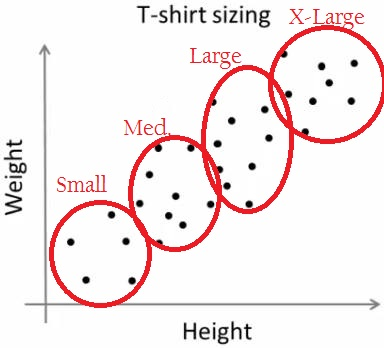 T-shirt sizing
X-Large
Large
Med.
Small
Weight
Height